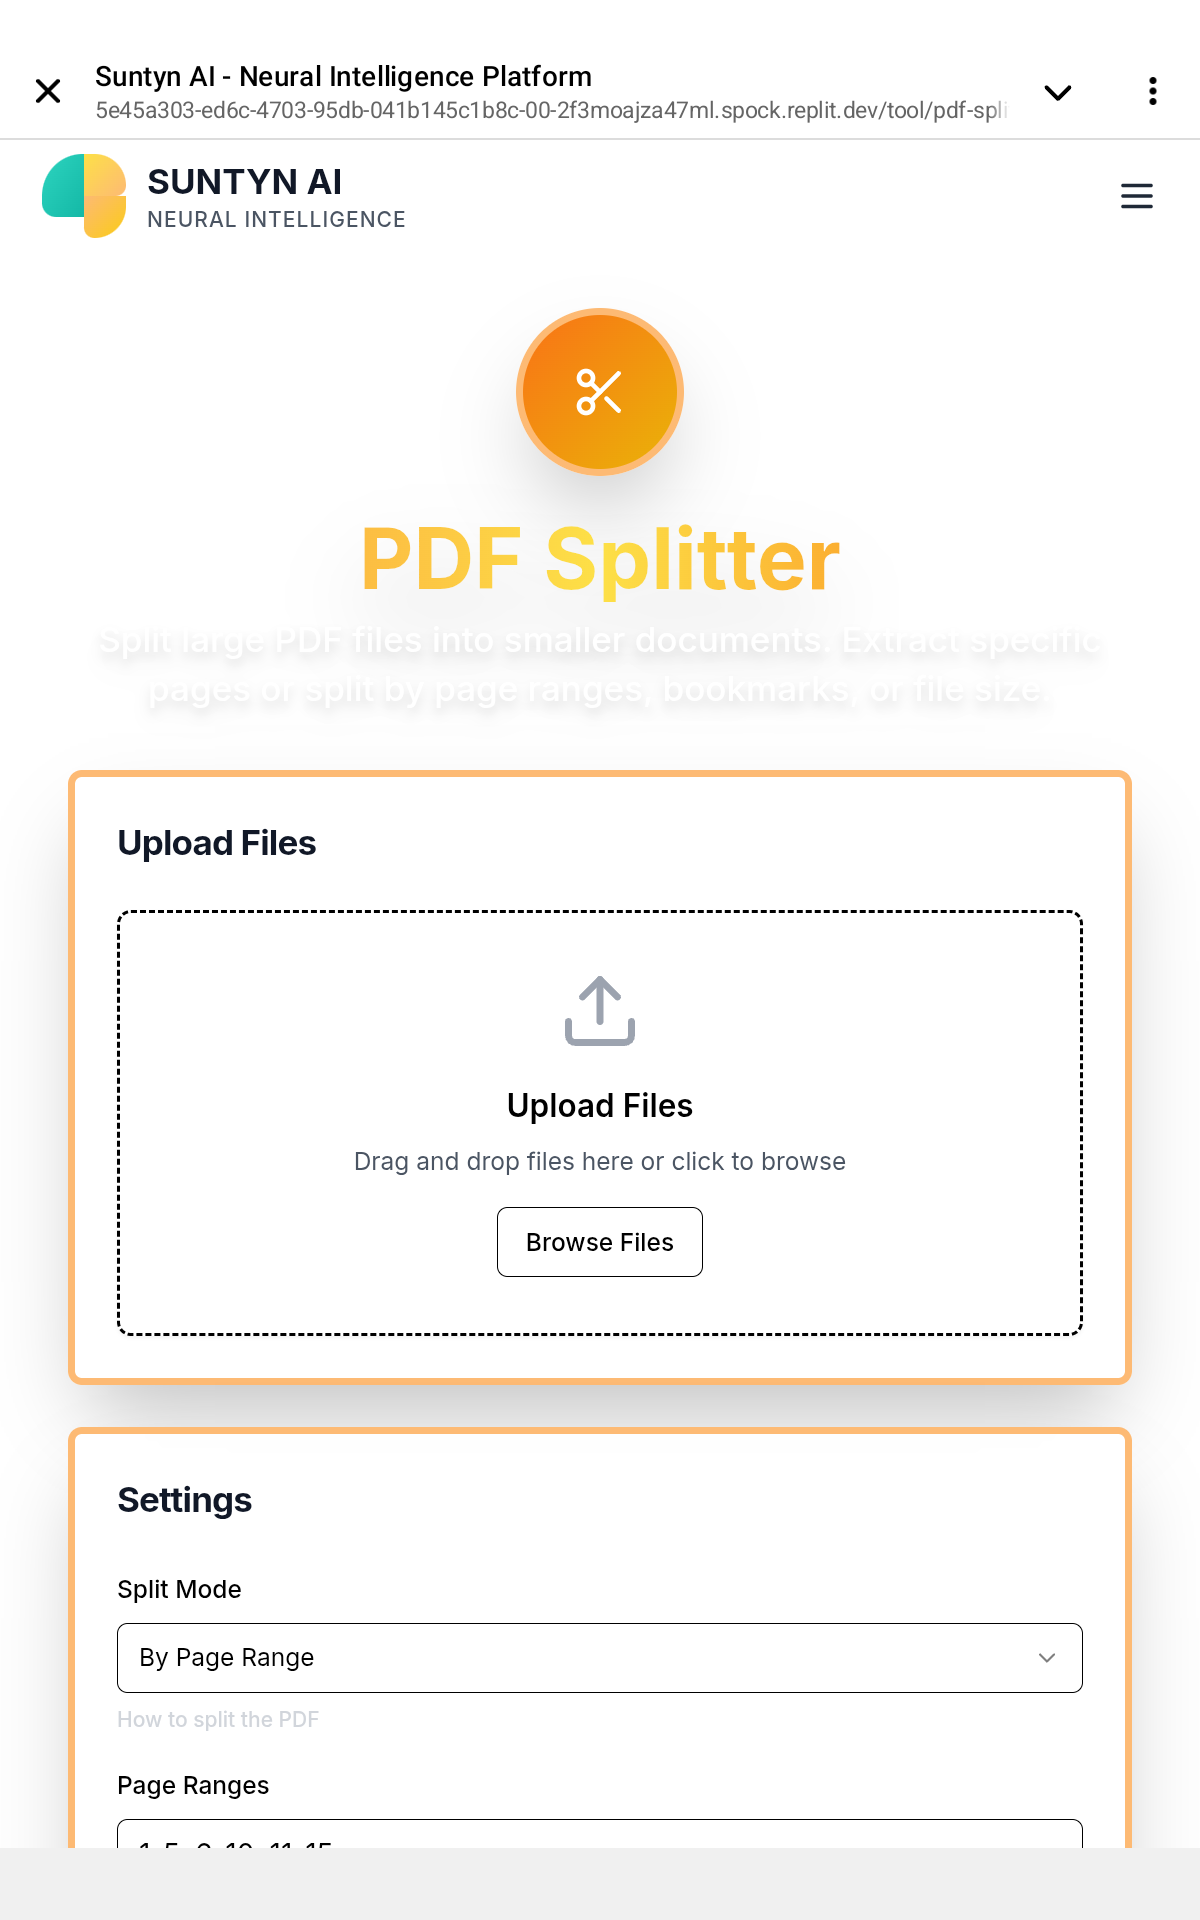 Suntyn AI - Neural Intelligence Platform
5e45a303-ed6c-4703-95db-041b145c1b8c-00-2f3moajza47ml.spock.replit.dev/tool/pdf-spli
SUNTYN AI
NEURAL INTELLIGENCE
PDF Splitter
Split large PDF files into smaller documents. Extract specific
pages or split by page ranges, bookmarks, or file size.
Upload Files
Upload Files
Drag and drop files here or click to browse
Browse Files
Settings
Split Mode
By Page Range
How to split the PDF
Page Ranges